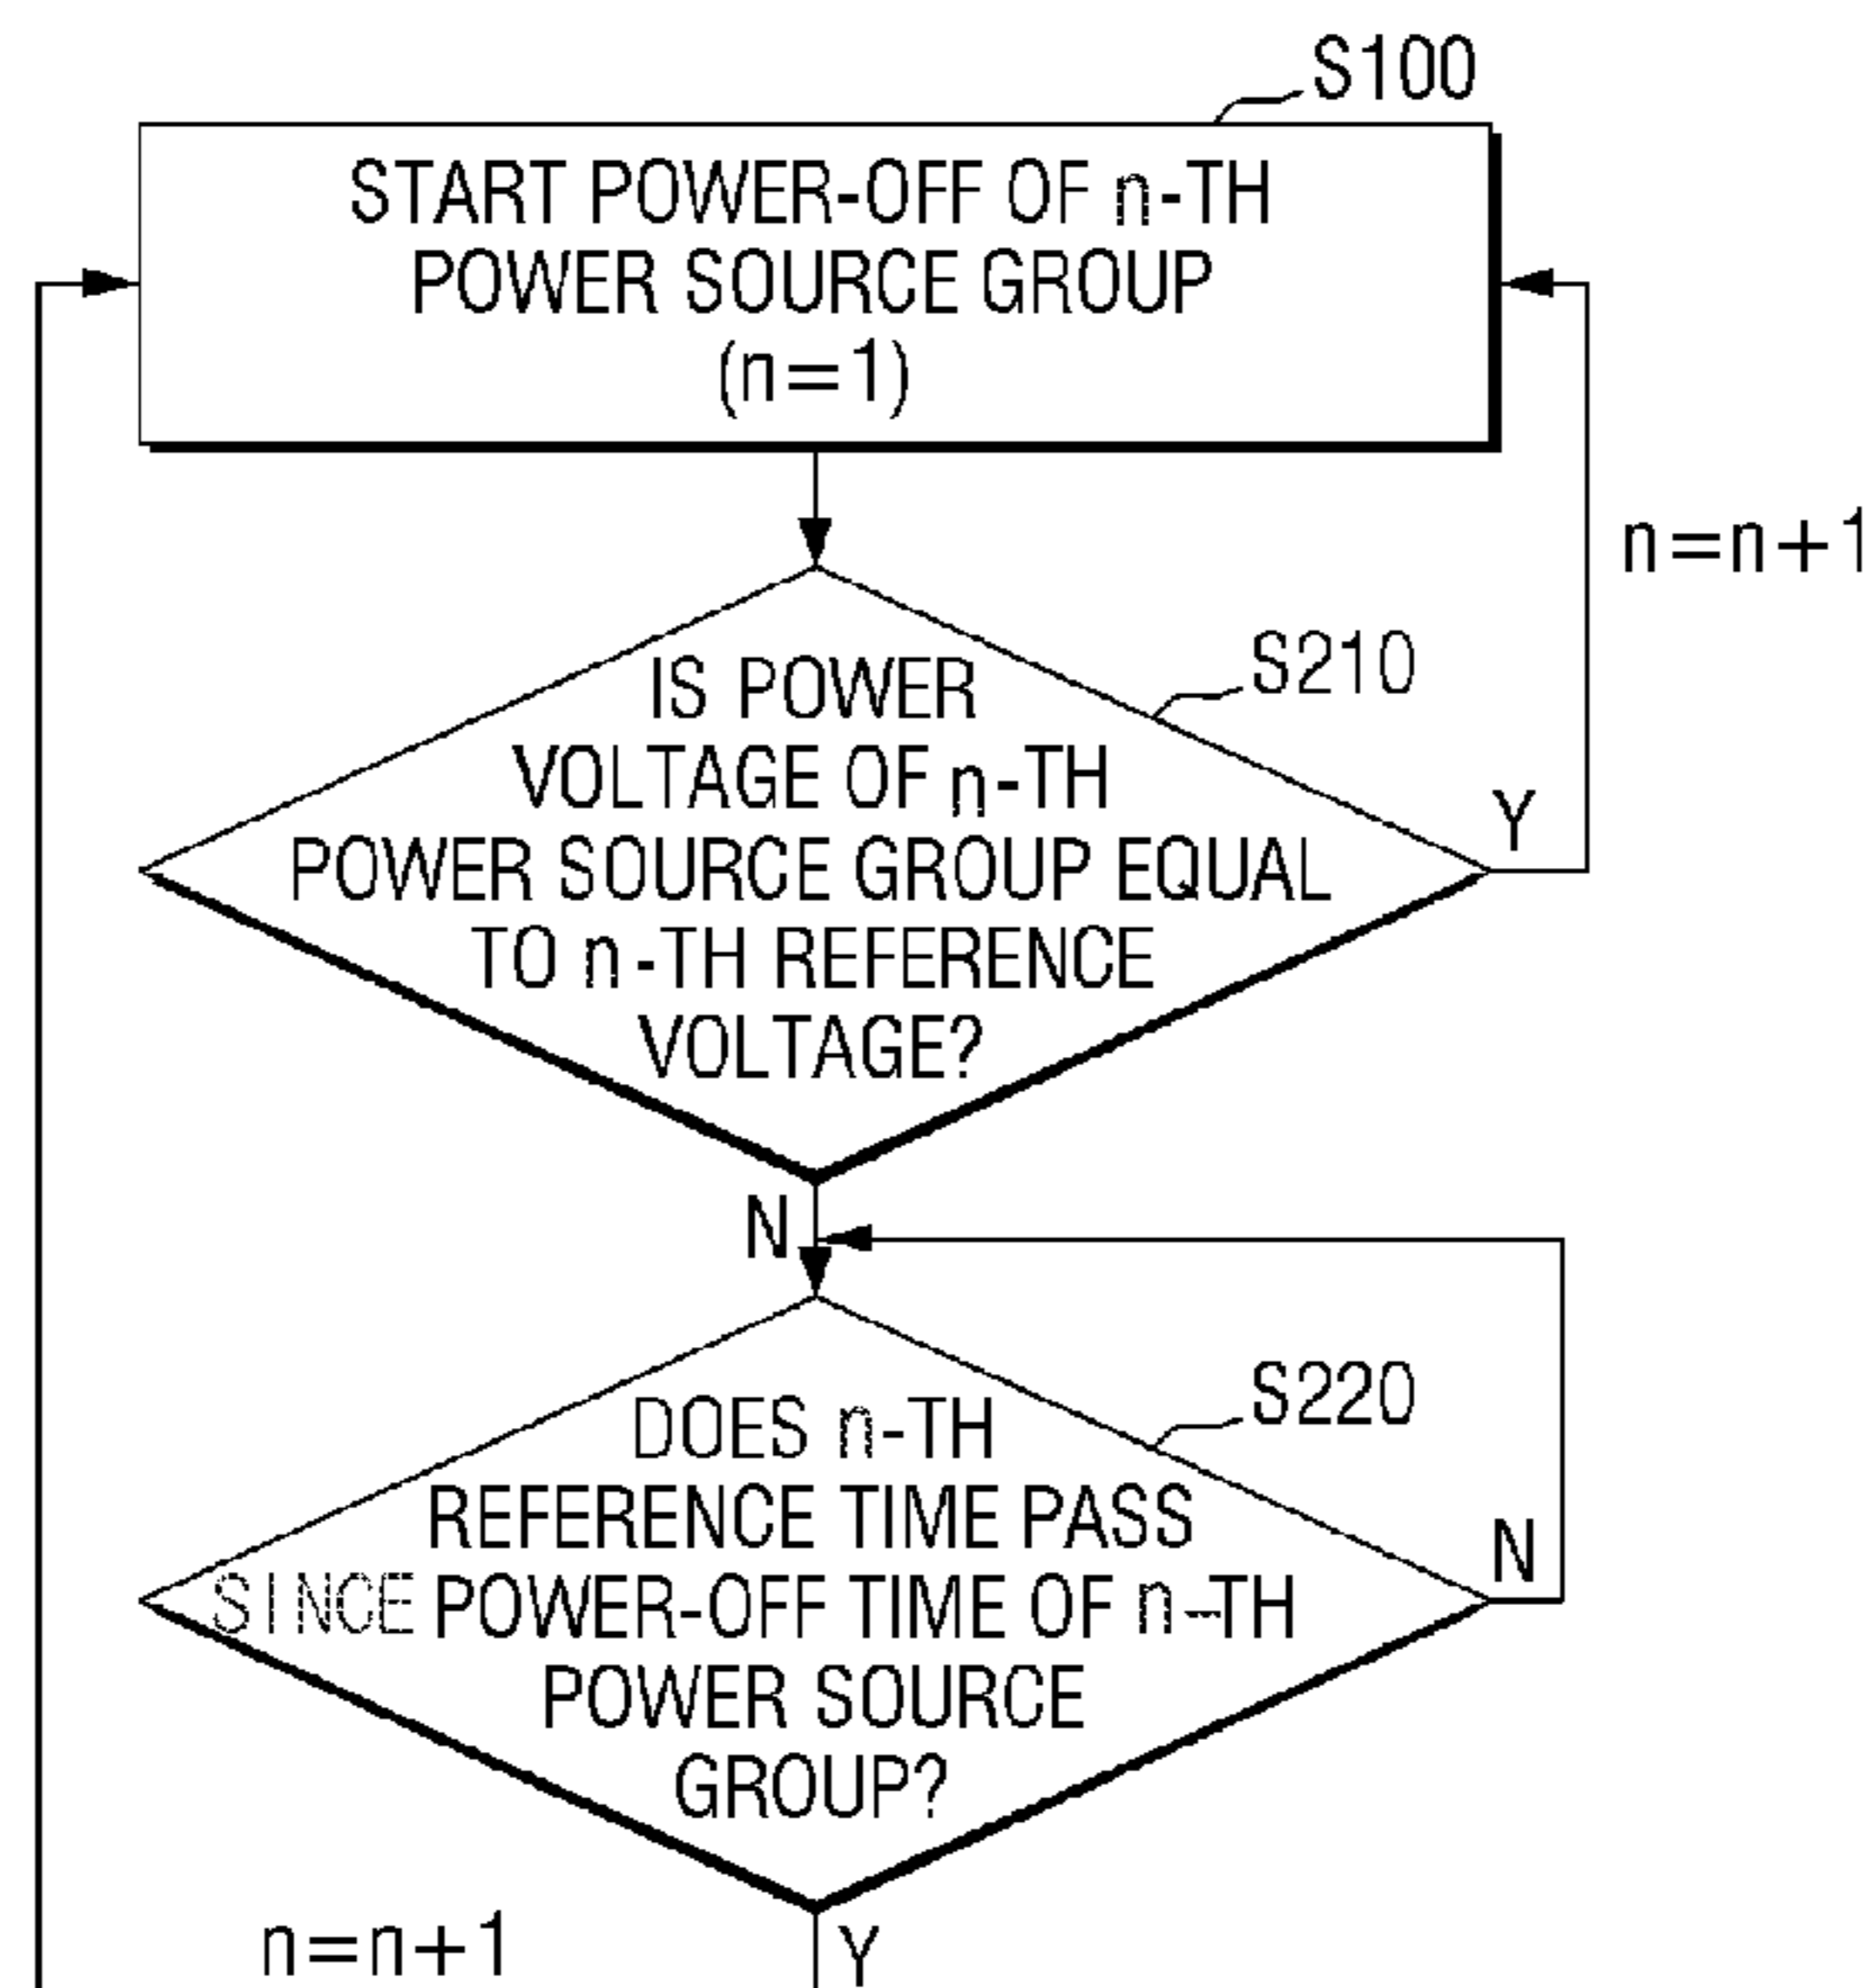 S100
START POWER-OFF OF n-TH
POWER SOURCE GROUP
(n=1)
n=n+1
S210
IS POWER
VOLTAGE OF n-TH
POWER SOURCE GROUP EQUAL
TO n-TH REFERENCE
VOLTAGE?
Y
N
S220
DOES n-TH
REFERENCE TIME PASS
SINCE POWER-OFF TIME OF n-TH
POWER SOURCE
GROUP?
N
n=n+1
Y